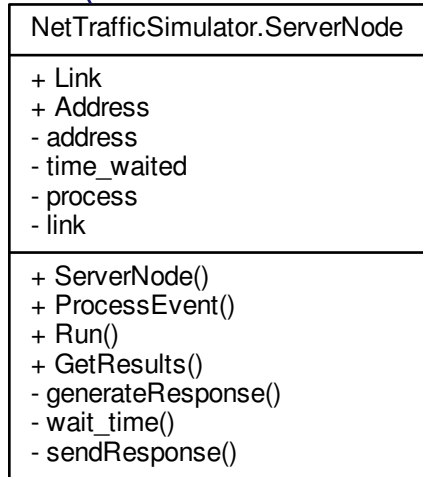 NetTrafficSimulator.ServerNode
+ Link
+ Address
- address
- time_waited
- process
- link
+ ServerNode()
+ ProcessEvent()
+ Run()
+ GetResults()
- generateResponse()
- wait_time()
- sendResponse()